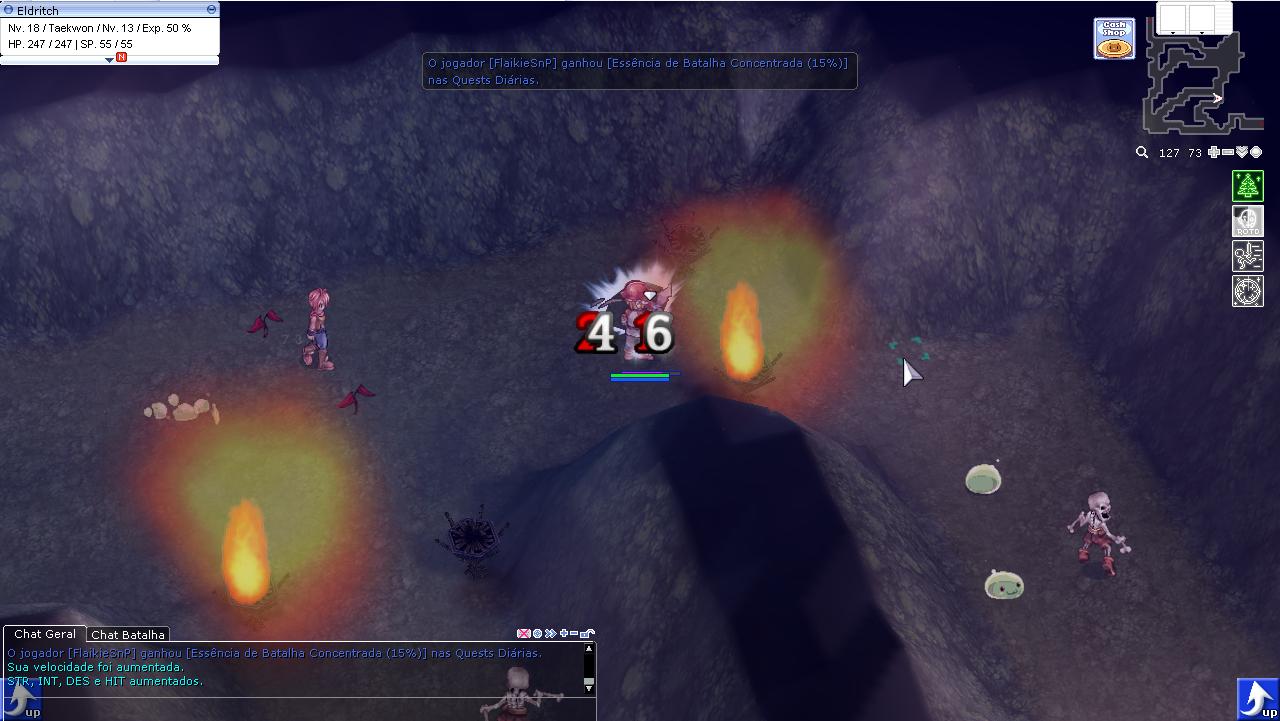 Eldritch
Nv. 18 / Taekwon / Nv. 13 / Exp. 50 %
HP. 247 / 247 | SP. 55 / 55
N
O jogador [FlaikieSnP] ganhou [Essência de Batalha Concentrada (15%)]
nas Quests Diárias.
Cash
Shop
127 73
ROTD
4 6
Chat Geral
Chat Batalha
O jogador [FlaikieSnP] ganhou [Essência de Batalha Concentrada (15%)] nas Quests Diárias.
Sua velocidade foi aumentada.
STR, INT, DES e HIT aumentados.
up
up